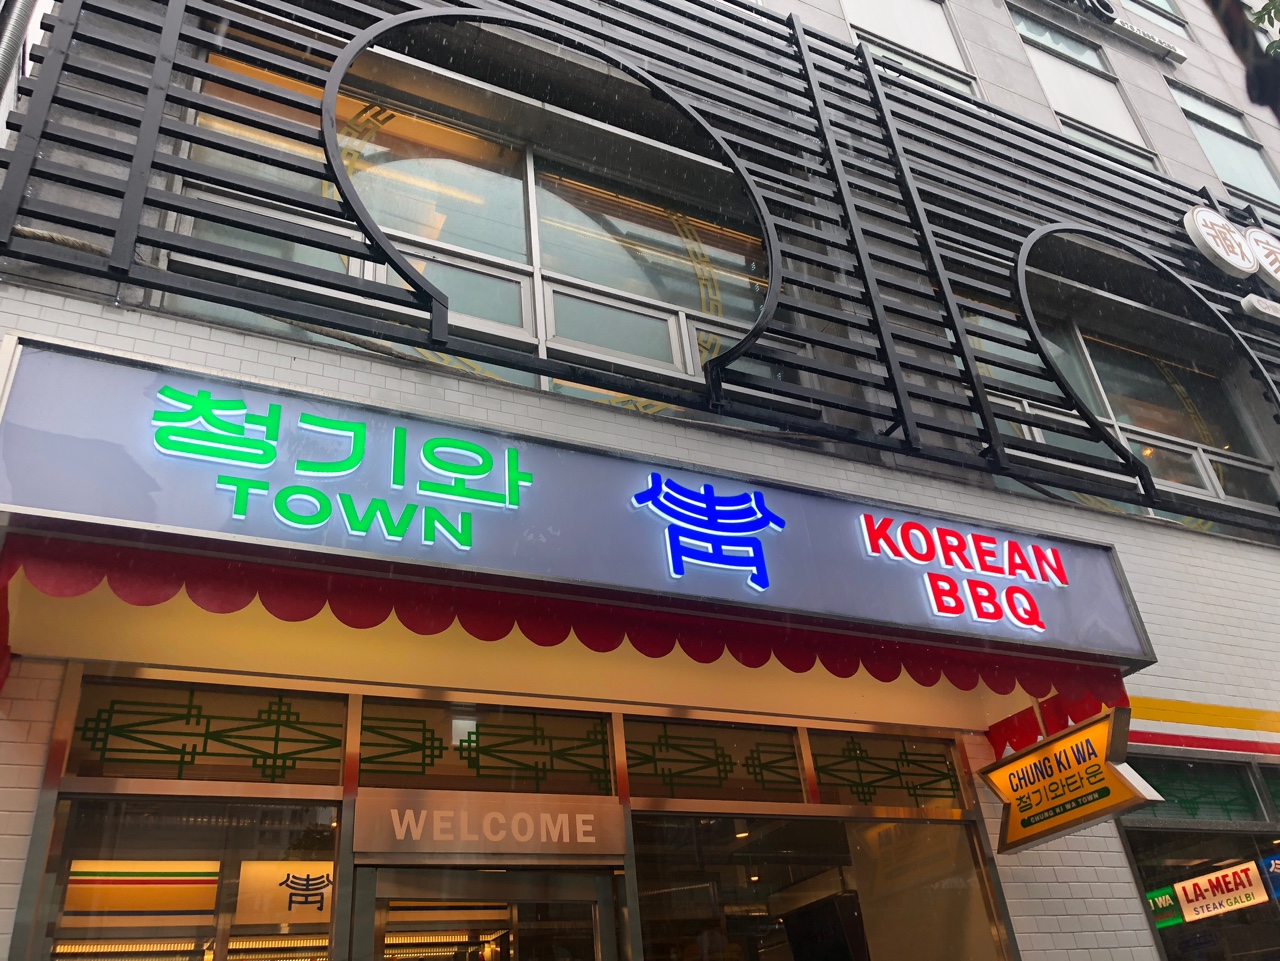 청기와
TOWN
KOREAN
BBQ
WELCOME
CHUNG KI WA
청기와타운
CHUNG KI WA TOWN
LA-MEAT
STEAK GALBI